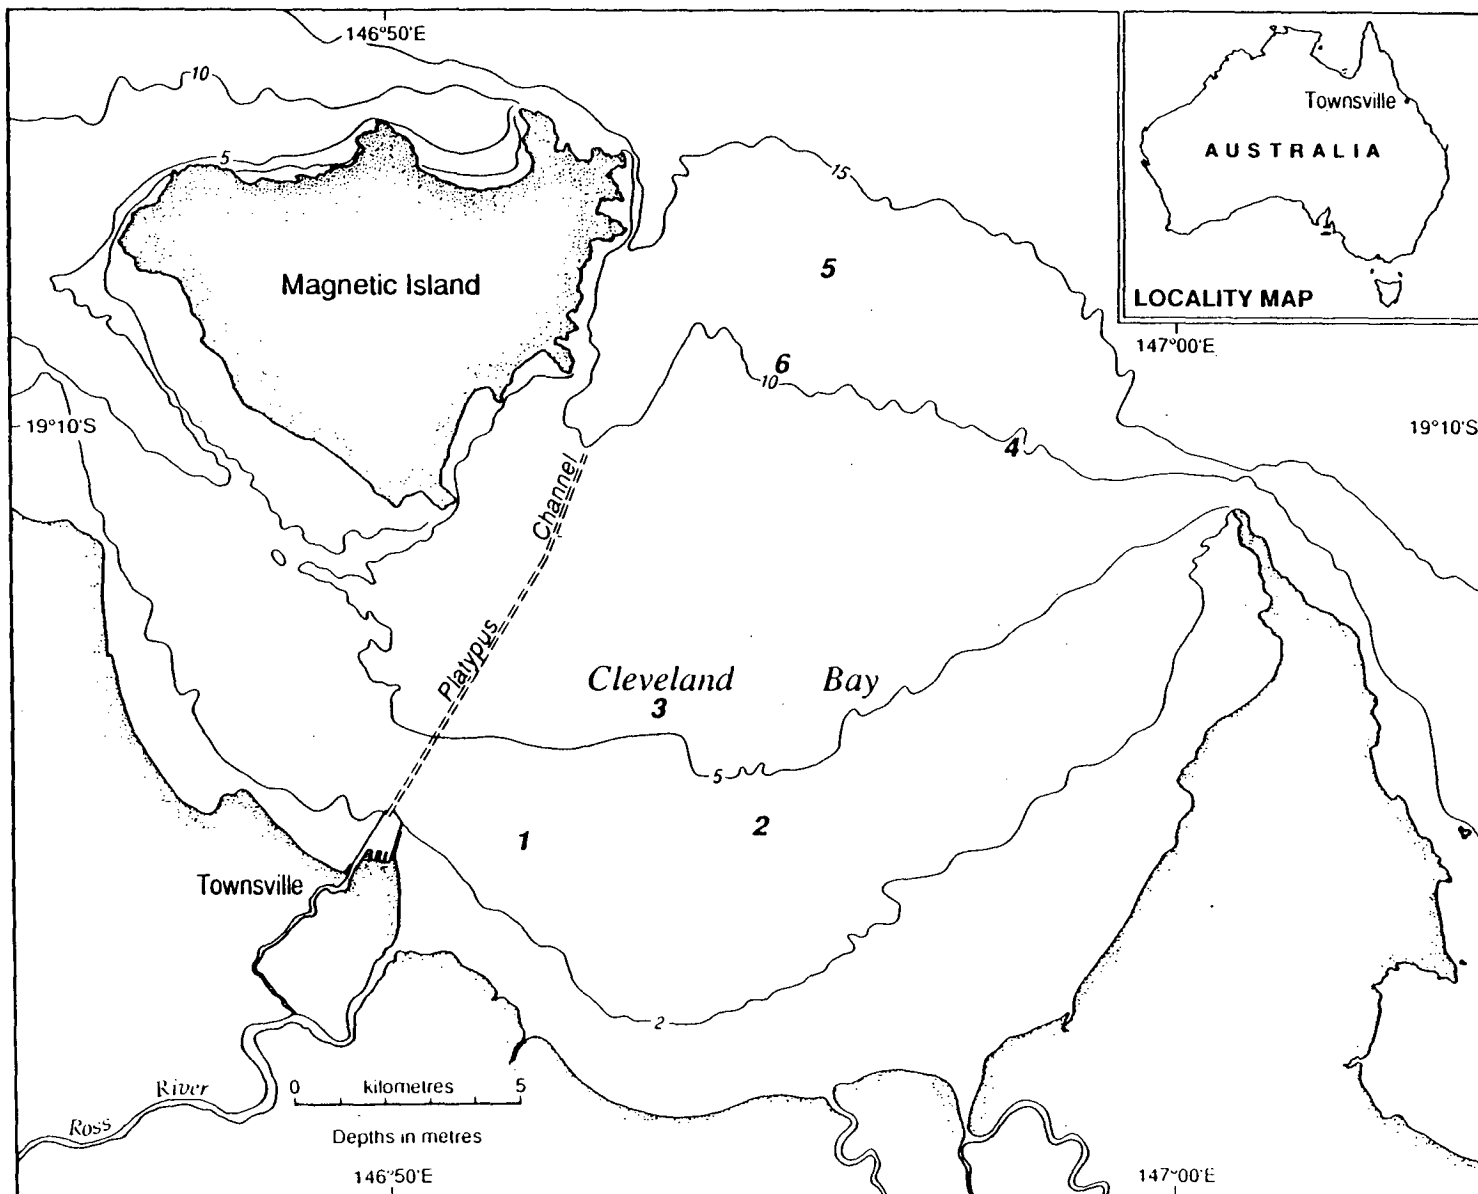 146°50'E
10
5
15
Townsville
AUSTRALIA
LOCALITY MAP
147°00'E
Magnetic Island
5
6
10
4
19°10'S
19°10'S
Platypus Channel
Cleveland Bay
3
5
1
2
Townsville
2
Ross River
0 kilometres 5
Depths in metres
146°50'E
147°00'E